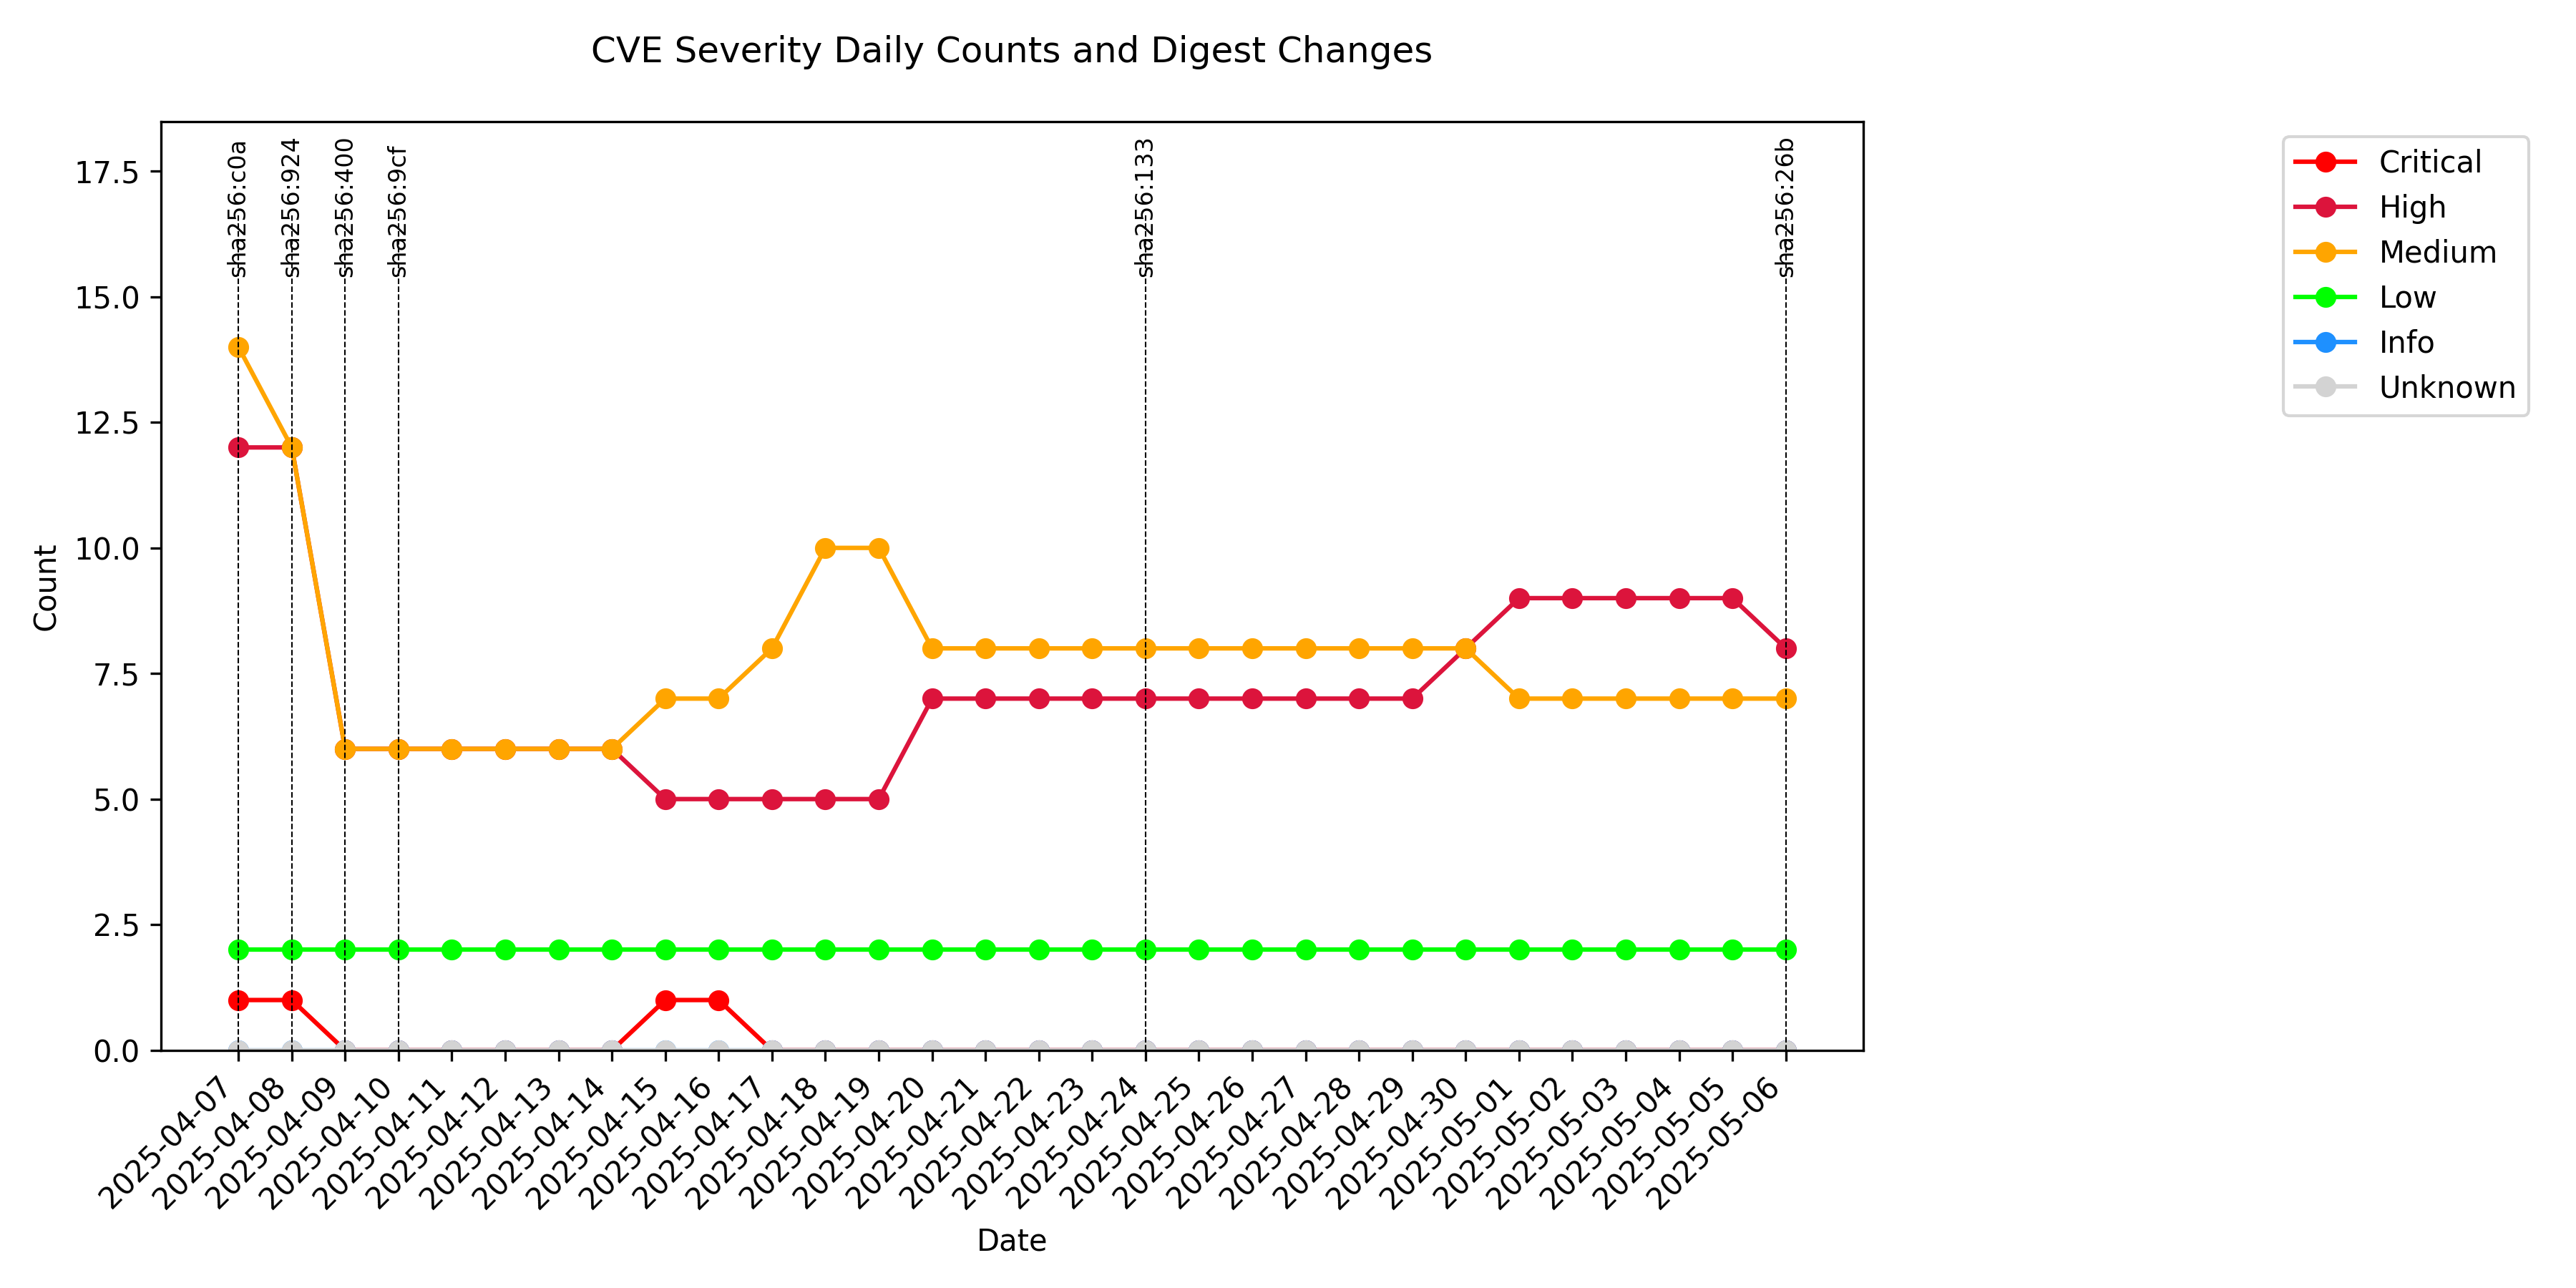 CVE Severity Daily Counts and Digest Changes
sha256:c0a
sha256:924
sha256:400
sha256:9cf
sha256:133
sha256:26b
Critical
High
Medium
Low
Info
Unknown
Count
17.5
15.0
12.5
10.0
7.5
5.0
2.5
0.0
2025-04-07
2025-04-08
2025-04-09
2025-04-10
2025-04-11
2025-04-12
2025-04-13
2025-04-14
2025-04-15
2025-04-16
2025-04-17
2025-04-18
2025-04-19
2025-04-20
2025-04-21
2025-04-22
2025-04-23
2025-04-24
2025-04-25
2025-04-26
2025-04-27
2025-04-28
2025-04-29
2025-04-30
2025-05-01
2025-05-02
2025-05-03
2025-05-04
2025-05-05
2025-05-06
Date